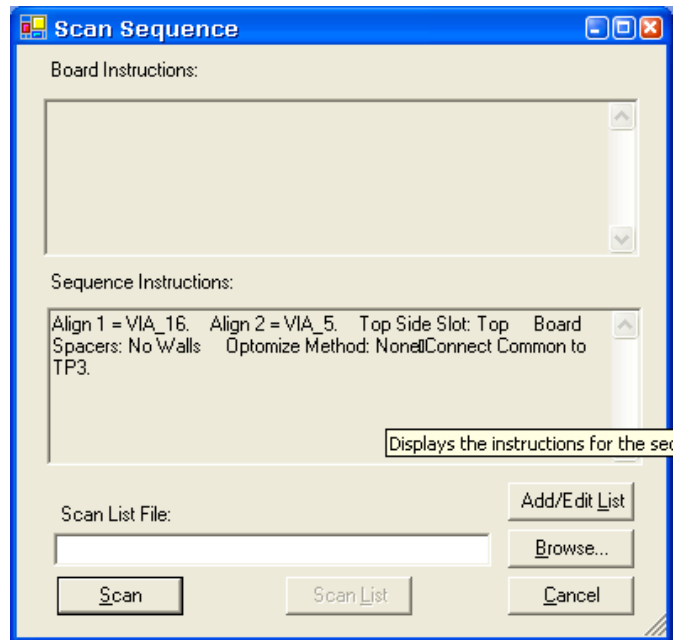 Scan Sequence
Board Instructions:
Sequence Instructions:
Align 1 = VIA_16. Align 2 = VIA_5. Top Side Slot: Top Board
Spacers: No Walls Optomize Method: None▯▯Connect Common to
TP3.
Displays the instructions for the sec
Add/Edit List
Scan List File:
Browse...
Scan
Scan List
Cancel